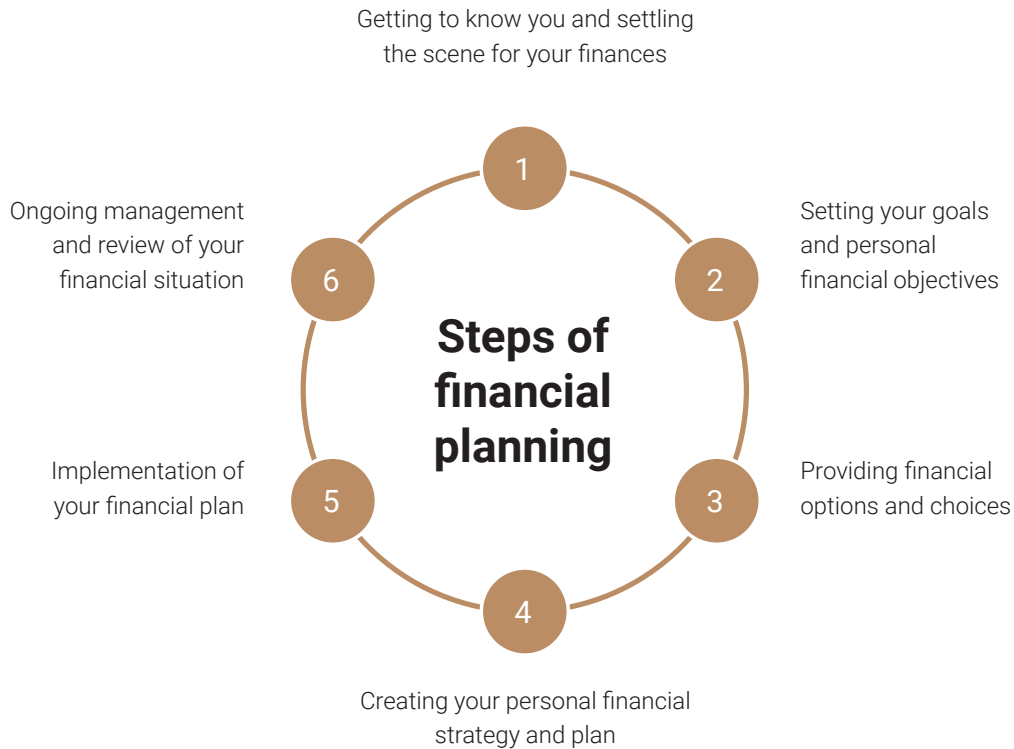 Getting to know you and settling
the scene for your finances
1
Setting your goals
and personal
financial objectives
2
Providing financial
options and choices
3
Creating your personal financial
strategy and plan
4
Implementation of
your financial plan
5
Ongoing management
and review of your
financial situation
6
Steps of
financial
planning